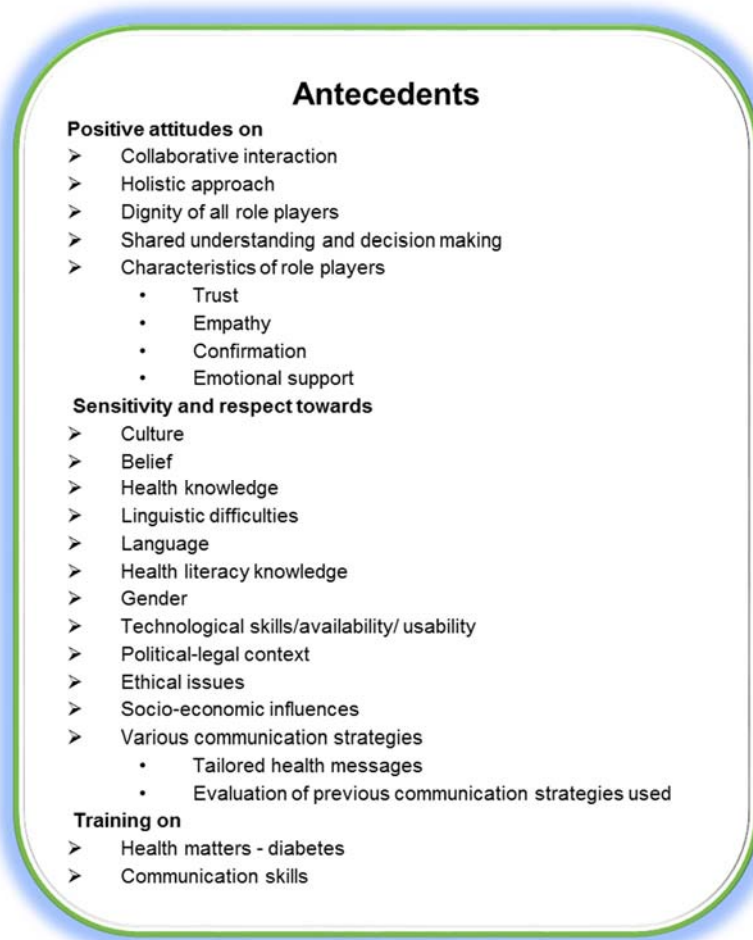 Antecedents
Positive attitudes on
➢ Collaborative interaction
➢ Holistic approach
➢ Dignity of all role players
➢ Shared understanding and decision making
➢ Characteristics of role players
• Trust
• Empathy
• Confirmation
• Emotional support
Sensitivity and respect towards
➢ Culture
➢ Belief
➢ Health knowledge
➢ Linguistic difficulties
➢ Language
➢ Health literacy knowledge
➢ Gender
➢ Technological skills/availability/ usability
➢ Political-legal context
➢ Ethical issues
➢ Socio-economic influences
➢ Various communication strategies
• Tailored health messages
• Evaluation of previous communication strategies used
Training on
➢ Health matters - diabetes
➢ Communication skills